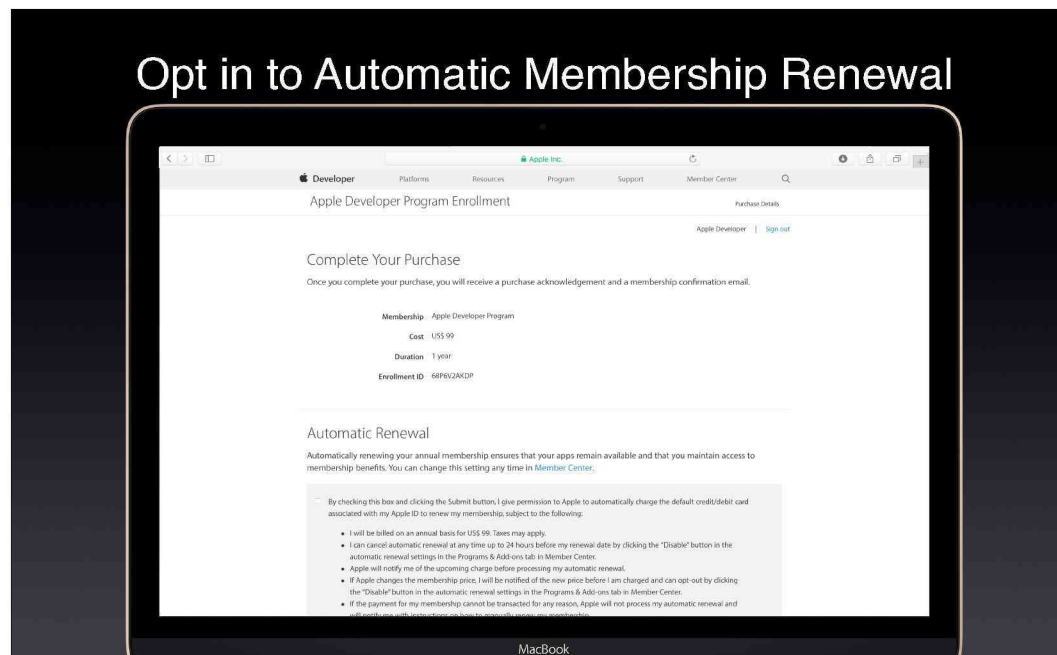 Opt in to Automatic Membership Renewal
Apple Inc.
Developer Platforms Resources Program Support Member Center
Apple Developer Program Enrollment Purchase Details
Apple Developer | Sign out
Complete Your Purchase
Once you complete your purchase, you will receive a purchase acknowledgement and a membership confirmation email.
Membership Apple Developer Program
Cost US$ 99
Duration 1 year
Enrollment ID 68P6V2AKDP
Automatic Renewal
Automatically renewing your annual membership ensures that your apps remain available and that you maintain access to
membership benefits. You can change this setting any time in Member Center.
By checking this box and clicking the Submit button, I give permission to Apple to automatically charge the default credit/debit card
associated with my Apple ID to renew my membership, subject to the following:
• I will be billed on an annual basis for US$ 99. Taxes may apply.
• I can cancel automatic renewal at any time up to 24 hours before my renewal date by clicking the "Disable" button in the
automatic renewal settings in the Programs & Add-ons tab in Member Center.
• Apple will notify me of the upcoming charge before processing my automatic renewal.
• If Apple changes the membership price, I will be notified of the new price before I am charged and can opt-out by clicking
the "Disable" button in the automatic renewal settings in the Programs & Add-ons tab in Member Center.
• If the payment for my membership cannot be transacted for any reason, Apple will not process my automatic renewal and
will notify me with instructions on how to manually renew my membership.
MacBook